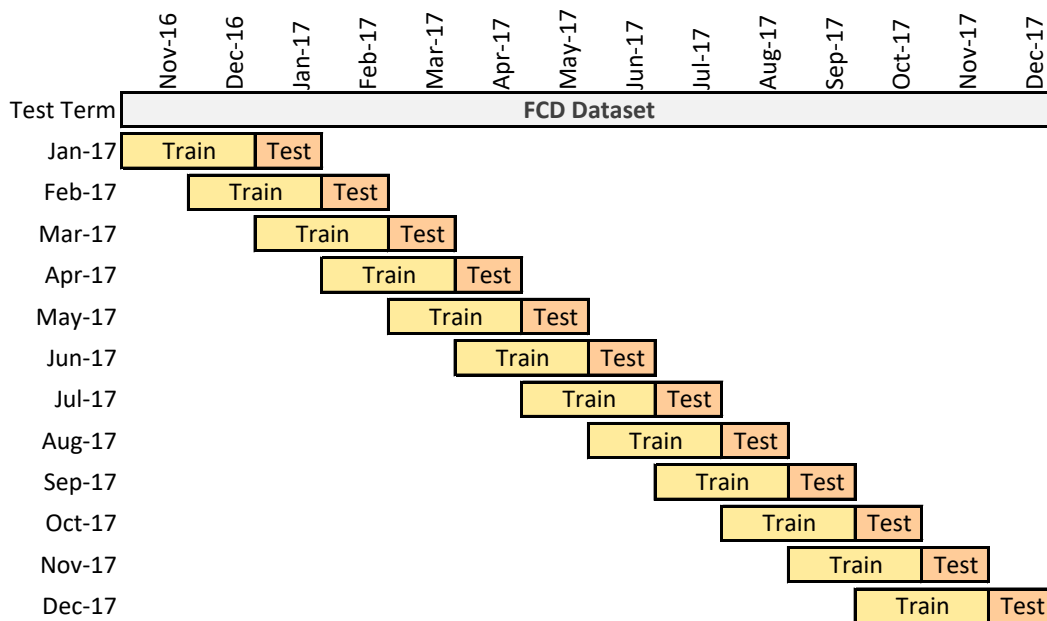 Nov-16 Dec-16 Jan-17 Feb-17 Mar-17 Apr-17 May-17 Jun-17 Jul-17 Aug-17 Sep-17 Oct-17 Nov-17 Dec-17
Test Term FCD Dataset
Jan-17 Train Test
Feb-17 Train Test
Mar-17 Train Test
Apr-17 Train Test
May-17 Train Test
Jun-17 Train Test
Jul-17 Train Test
Aug-17 Train Test
Sep-17 Train Test
Oct-17 Train Test
Nov-17 Train Test
Dec-17 Train Test